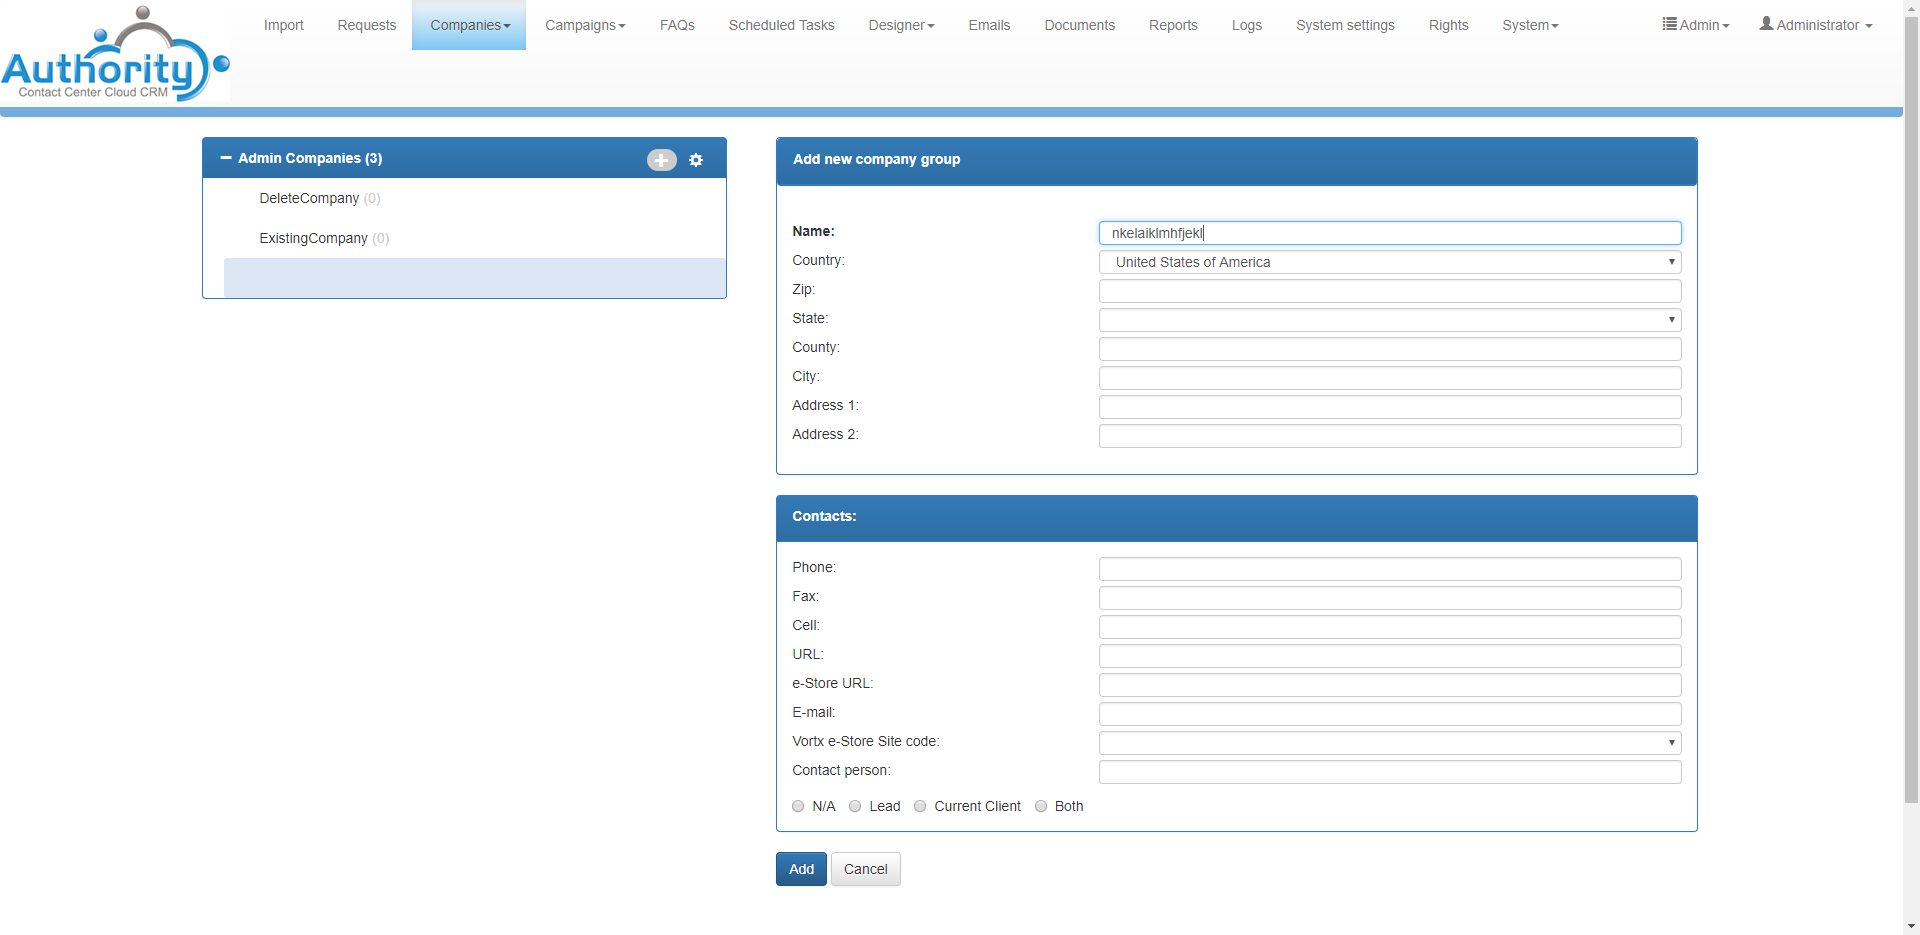 Authority
Contact Center Cloud CRM
Import Requests Companies Campaigns FAQs Scheduled Tasks Designer Emails Documents Reports Logs System settings Rights System Admin Administrator
Admin Companies (3)
DeleteCompany (0)
ExistingCompany (0)
Add new company group
Name: nkelaiklmhfjekl
Country: United States of America
Zip:
State:
County:
City:
Address 1:
Address 2:
Contacts:
Phone:
Fax:
Cell:
URL:
e-Store URL:
E-mail:
Vortx e-Store Site code:
Contact person:
N/A Lead Current Client Both
Add Cancel